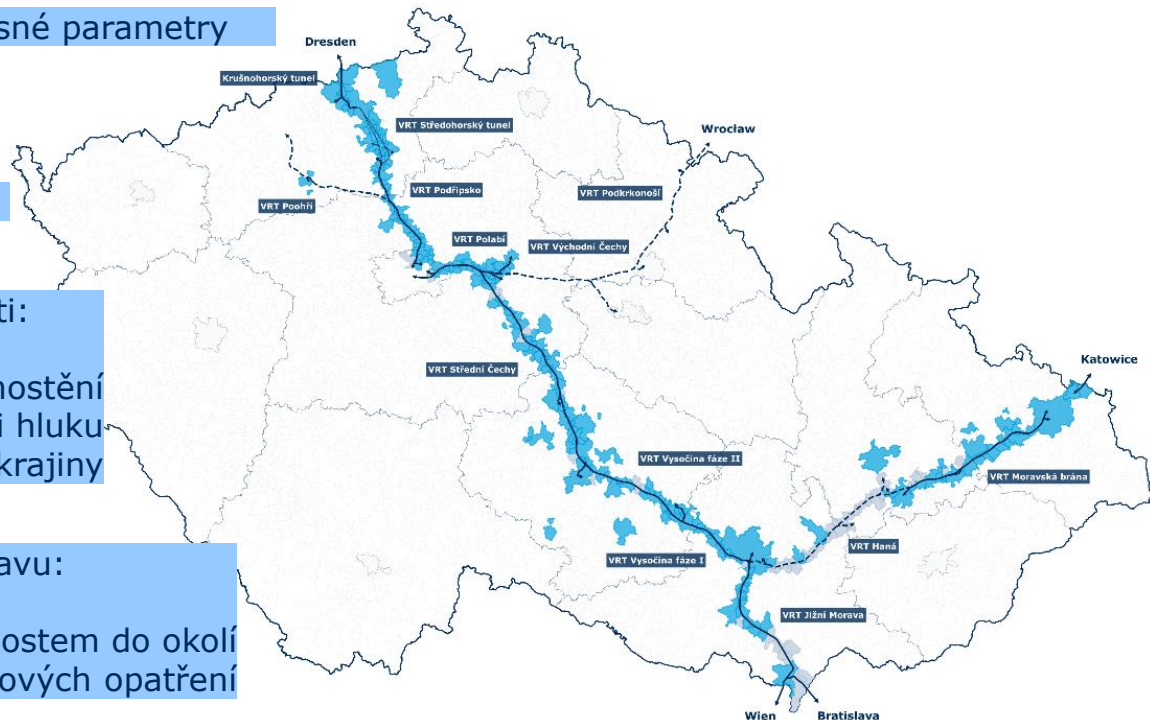 sné parametry
ti:
nostění
i hluku
krajiny
avu:
ostem do okolí
ových opatření
Dresden
Krušnohorský tunel
VRT Středohorský tunel
Wrocław
VRT Podřipsko
VRT Podkrkonoší
VRT Poohří
VRT Polabí
VRT Východní Čechy
VRT Střední Čechy
Katowice
VRT Vysočina fáze II
VRT Moravská brána
VRT Haná
VRT Vysočina fáze I
VRT Jižní Morava
Wien
Bratislava